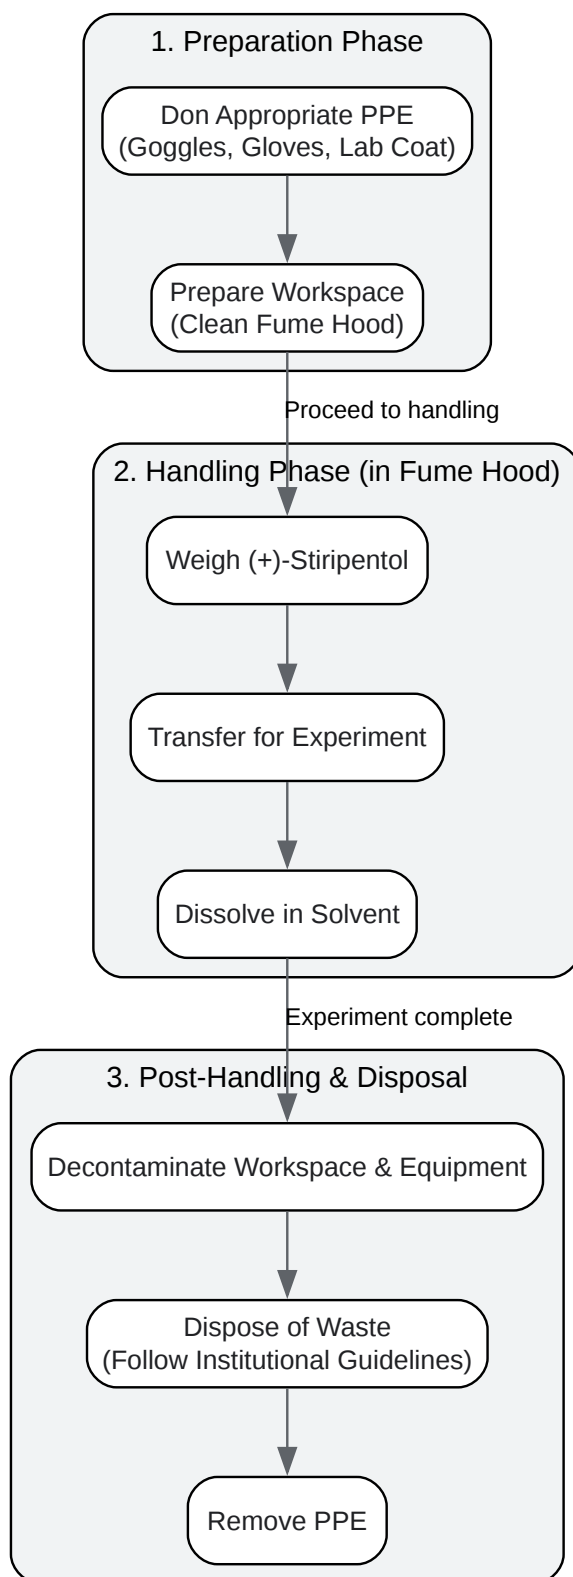 1. Preparation Phase
Don Appropriate PPE
(Goggles, Gloves, Lab Coat)
Prepare Workspace
(Clean Fume Hood)
Proceed to handling
2. Handling Phase (in Fume Hood)
Weigh (+)-Stiripentol
Transfer for Experiment
Dissolve in Solvent
Experiment complete
3. Post-Handling & Disposal
Decontaminate Workspace & Equipment
Dispose of Waste
(Follow Institutional Guidelines)
Remove PPE